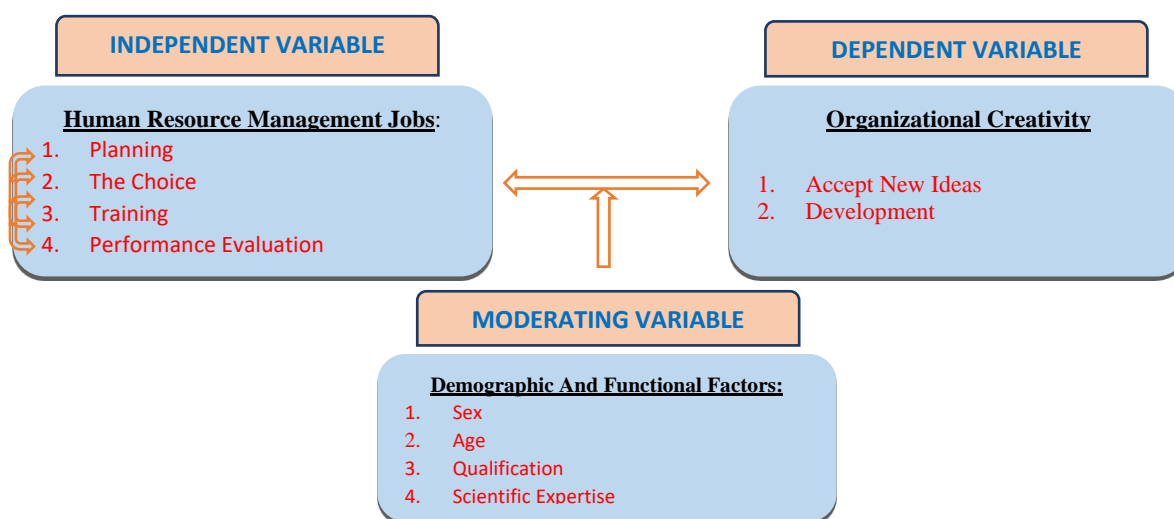 INDEPENDENT VARIABLE
Human Resource Management Jobs:
1. Planning
2. The Choice
3. Training
4. Performance Evaluation
DEPENDENT VARIABLE
Organizational Creativity
1. Accept New Ideas
2. Development
MODERATING VARIABLE
Demographic And Functional Factors:
1. Sex
2. Age
3. Qualification
4. Scientific Expertise